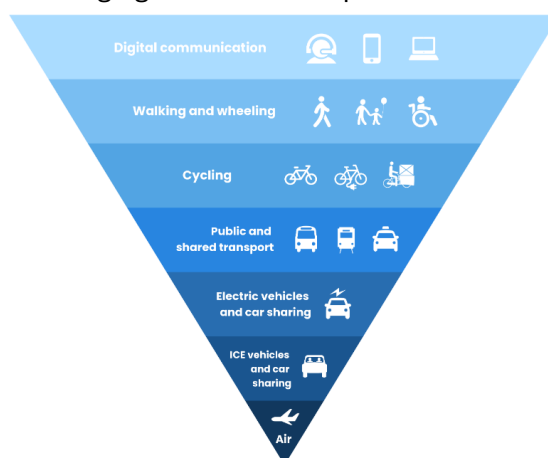 Digital communication
Walking and wheeling
Cycling
Public and
shared transport
Electric vehicles
and car sharing
ICE vehicles
and car
sharing
Air